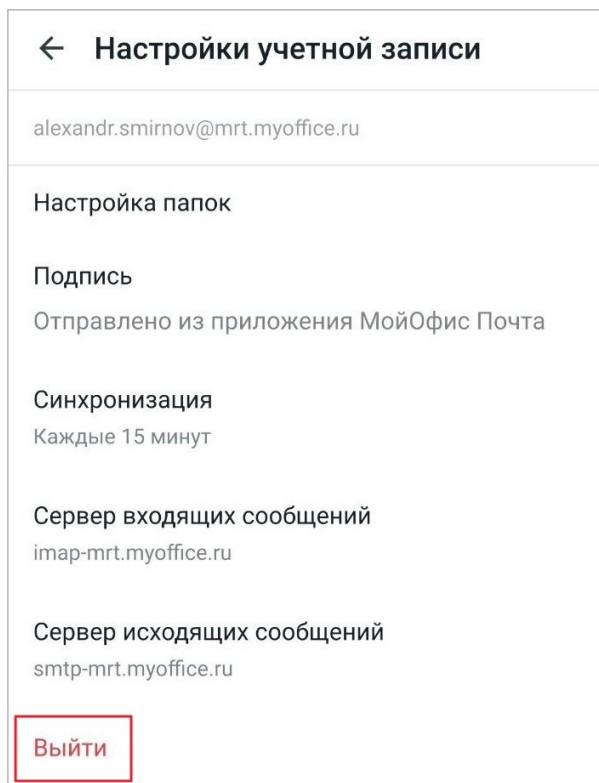 Настройки учетной записи
alexandr.smirnov@mrt.myoffice.ru
Настройка папок
Подпись
Отправлено из приложения МойОфис Почта
Синхронизация
Каждые 15 минут
Сервер входящих сообщений
imap-mrt.myoffice.ru
Сервер исходящих сообщений
smtp-mrt.myoffice.ru
Выйти